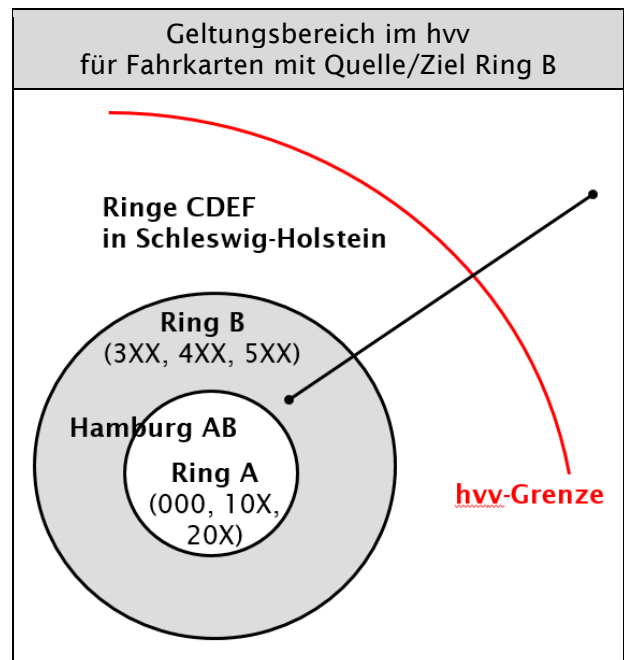 Geltungsbereich im hvv
für Fahrkarten mit Quelle/Ziel Ring B
Ringe CDEF
in Schleswig-Holstein
Ring B
(3XX, 4XX, 5XX)
Hamburg AB
Ring A
(000, 10X,
20X)
hvv-Grenze